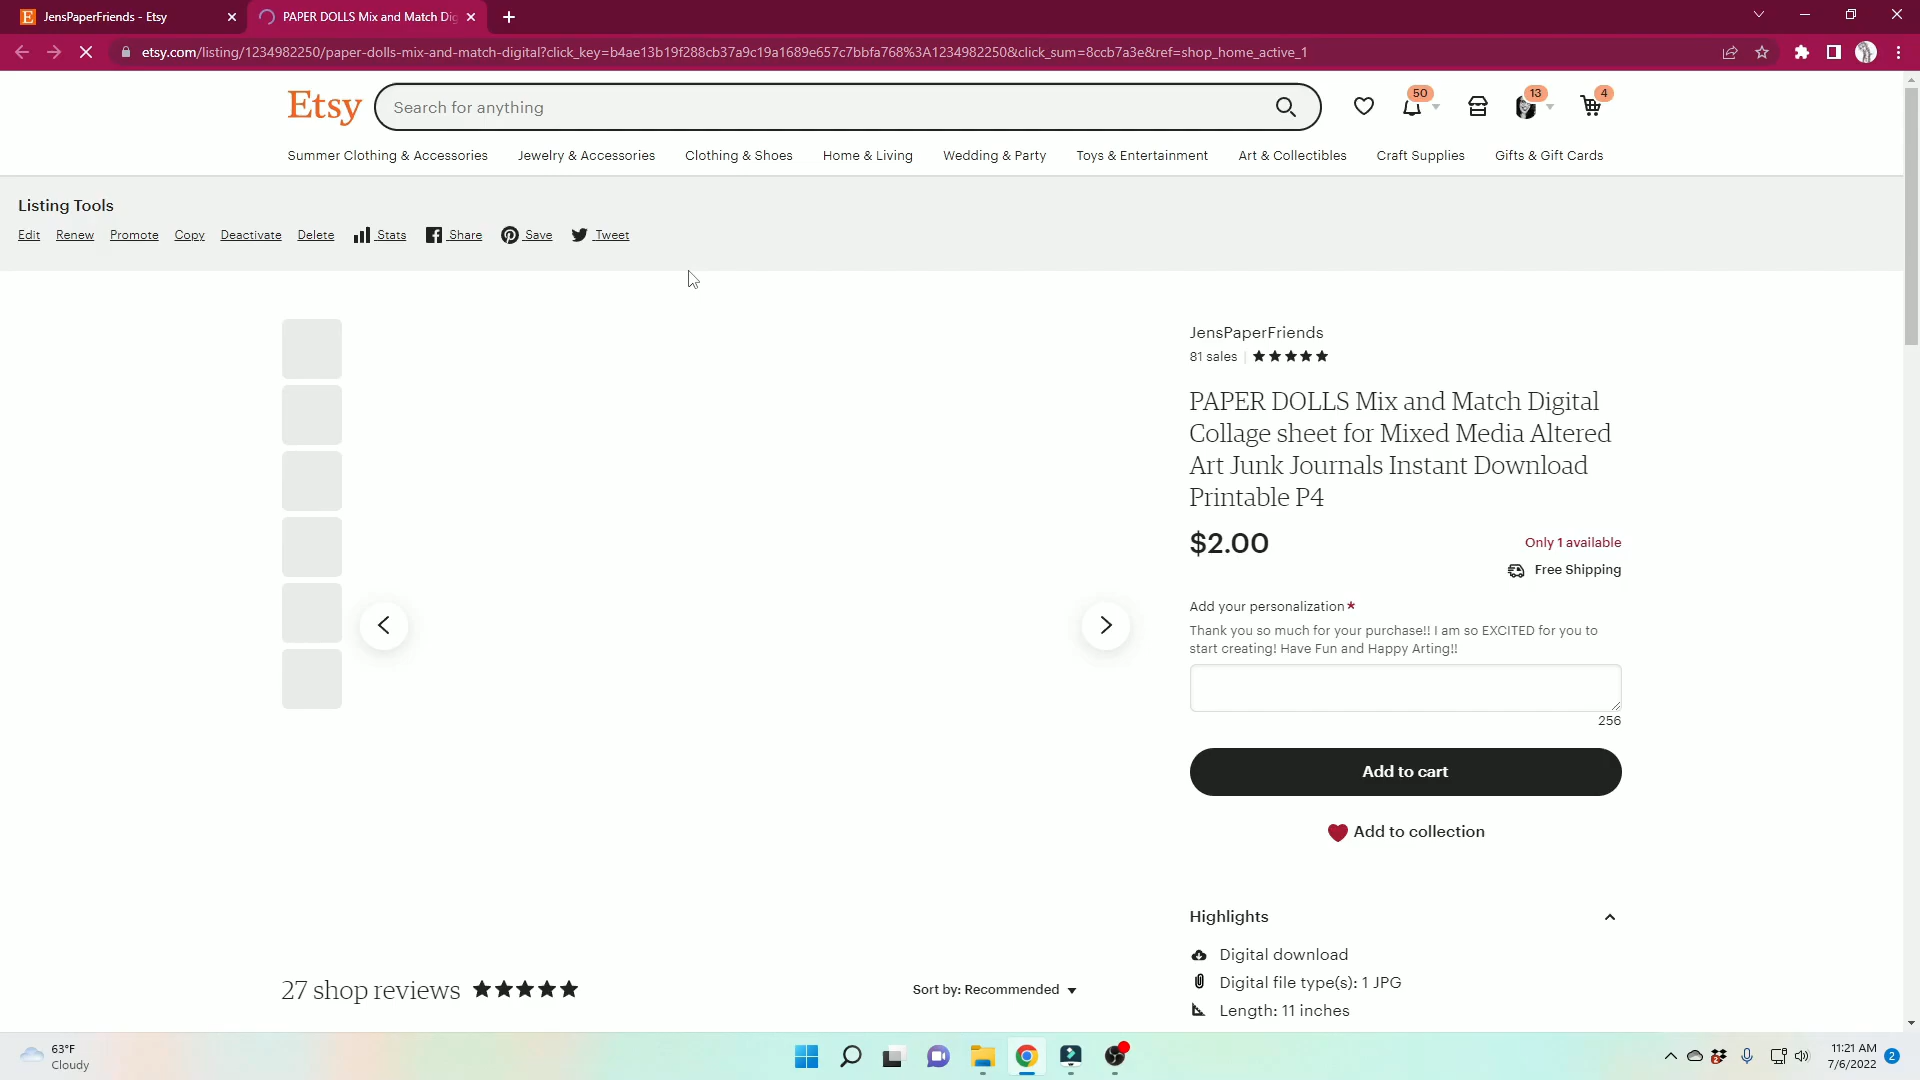 JensPaperFriends - Etsy
PAPER DOLLS Mix and Match Dig
etsy.com/listing/1234982250/paper-dolls-mix-and-match-digital?click_key=b4ae13b19f288cb37a9c19a1689e657c7bbfa768%3A1234982250&click_sum=8ccb7a3e&ref=shop_home_active_1
Etsy
Search for anything
50
13
4
Summer Clothing & Accessories
Jewelry & Accessories
Clothing & Shoes
Home & Living
Wedding & Party
Toys & Entertainment
Art & Collectibles
Craft Supplies
Gifts & Gift Cards
Listing Tools
Edit
Renew
Promote
Copy
Deactivate
Delete
Stats
Share
Save
Tweet
JensPaperFriends
81 sales
PAPER DOLLS Mix and Match Digital
Collage sheet for Mixed Media Altered
Art Junk Journals Instant Download
Printable P4
$2.00
Only 1 available
Free Shipping
Add your personalization *
Thank you so much for your purchase!! I am so EXCITED for you to
start creating! Have Fun and Happy Arting!!
256
Add to cart
Add to collection
Highlights
Digital download
Digital file type(s): 1 JPG
Length: 11 inches
27 shop reviews
Sort by: Recommended
63°F
Cloudy
11:21 AM
7/6/2022
2